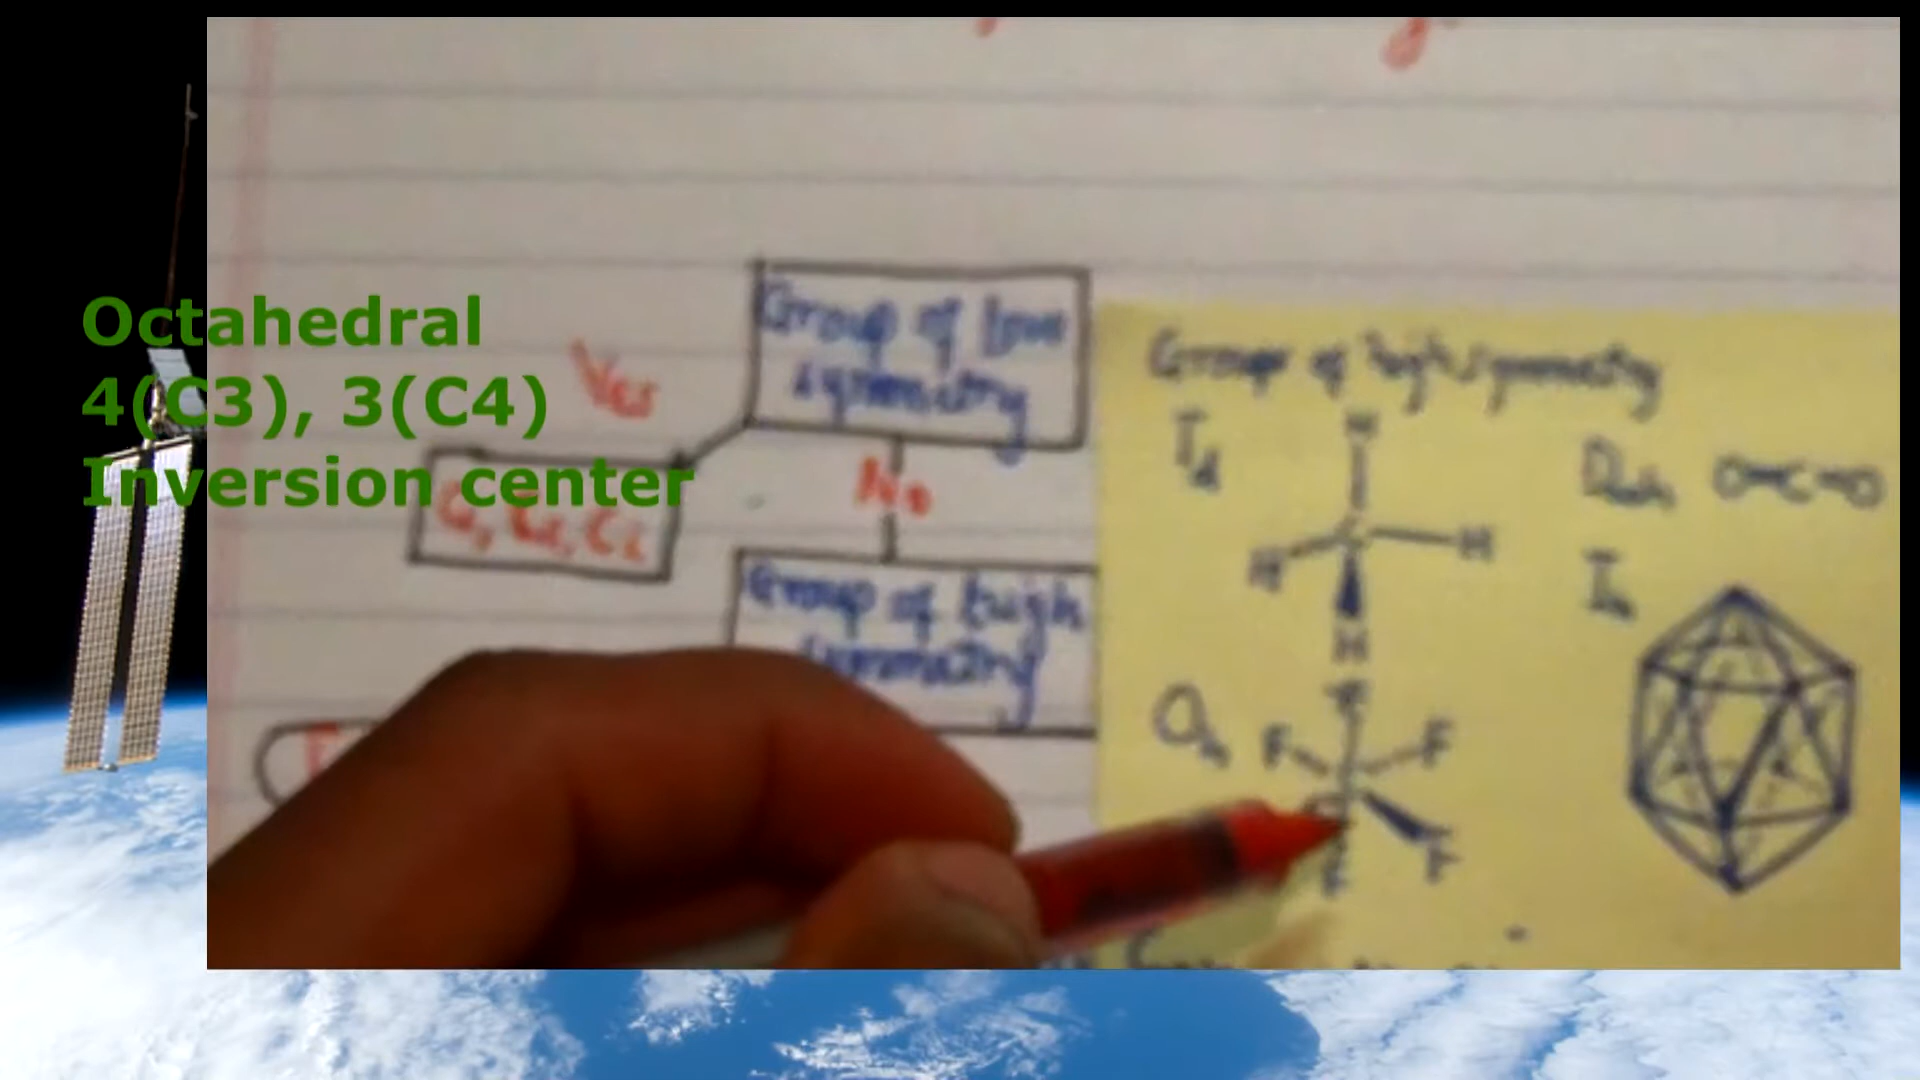 Octahedral
4(C3), 3(C4)
Inversion center
Group of low
symmetry
Yes
No
Group of high
symmetry
Group of high symmetry
Td
H
C
H
H
H
D∞h O=C=O
Ih
Oh
F
F
F
F
F